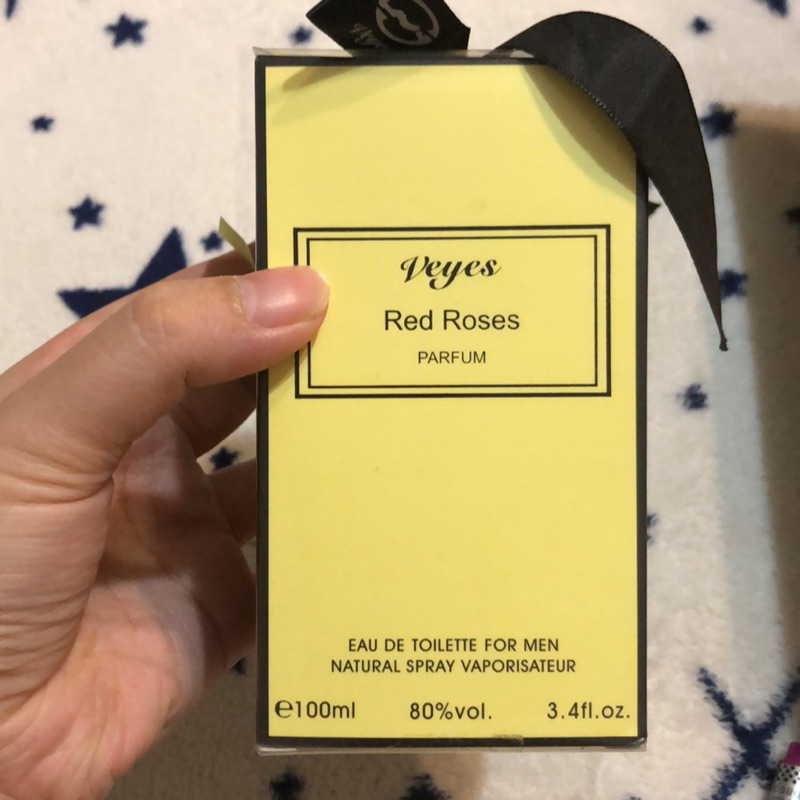 Veyes
Red Roses
PARFUM
EAU DE TOILETTE FOR MEN
NATURAL SPRAY VAPORISATEUR
℮100ml 80%vol. 3.4fl.oz.